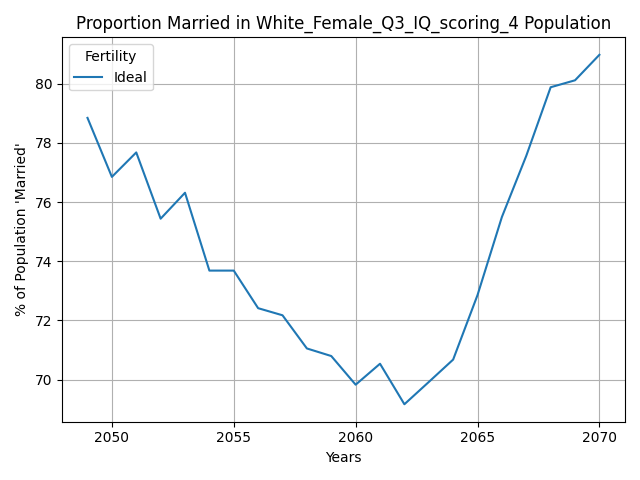 Proportion Married in White_Female_Q3_IQ_scoring_4 Population
Fertility
Ideal
% of Population 'Married'
80
78
76
74
72
70
2050
2055
2060
2065
2070
Years